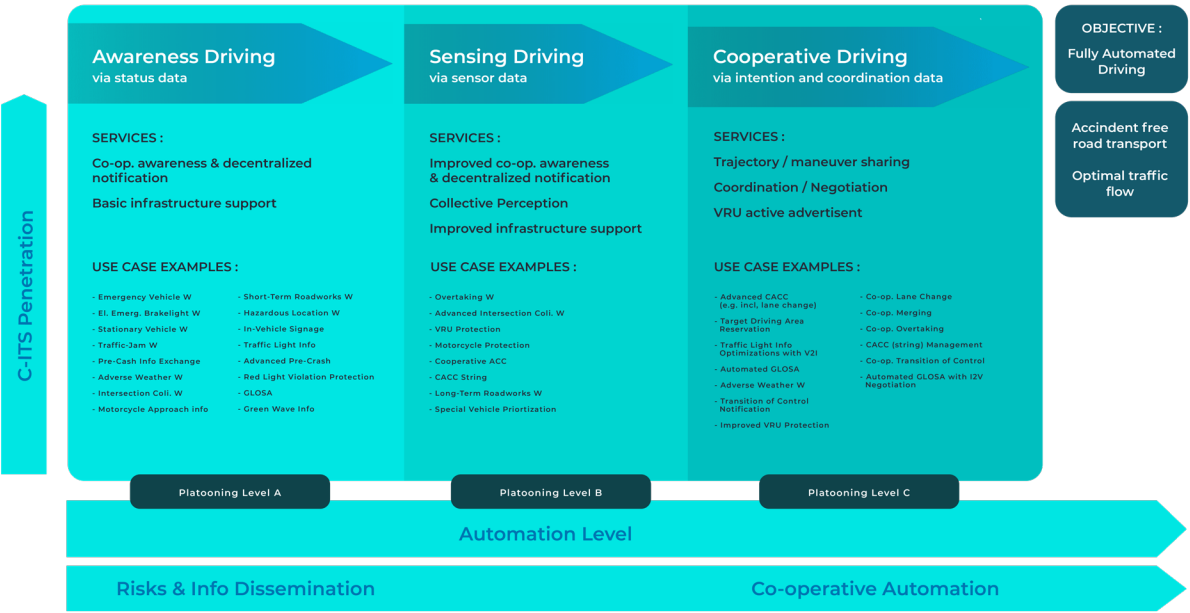 Awareness Driving
via status data
Sensing Driving
via sensor data
Cooperative Driving
via intention and coordination data
OBJECTIVE :
Fully Automated
Driving
Accindent free
road transport
Optimal traffic
flow
C-ITS Penetration
SERVICES :
Co-op. awareness & decentralized
notification
Basic infrastructure support
USE CASE EXAMPLES :
- Emergency Vehicle W
- El. Emerg. Brakelight W
- Stationary Vehicle W
- Traffic-Jam W
- Pre-Cash Info Exchange
- Adverse Weather W
- Intersection Coli. W
- Motorcycle Approach info
- Short-Term Roadworks W
- Hazardous Location W
- In-Vehicle Signage
- Traffic Light Info
- Advanced Pre-Crash
- Red Light Violation Protection
- GLOSA
- Green Wave Info
SERVICES :
Improved co-op. awareness
& decentralized notification
Collective Perception
Improved infrastructure support
USE CASE EXAMPLES :
- Overtaking W
- Advanced Intersection Coli. W
- VRU Protection
- Motorcycle Protection
- Cooperative ACC
- CACC String
- Long-Term Roadworks W
- Special Vehicle Priortization
SERVICES :
Trajectory / maneuver sharing
Coordination / Negotiation
VRU active advertisent
USE CASE EXAMPLES :
- Advanced CACC
(e.g. incl, lane change)
- Target Driving Area
Reservation
- Traffic Light Info
Optimizations with V2I
- Automated GLOSA
- Adverse Weather W
- Transition of Control
Notification
- Improved VRU Protection
- Co-op. Lane Change
- Co-op. Merging
- Co-op. Overtaking
- CACC (string) Management
- Co-op. Transition of Control
- Automated GLOSA with I2V
Negotiation
Platooning Level A
Platooning Level B
Platooning Level C
Automation Level
Risks & Info Dissemination
Co-operative Automation